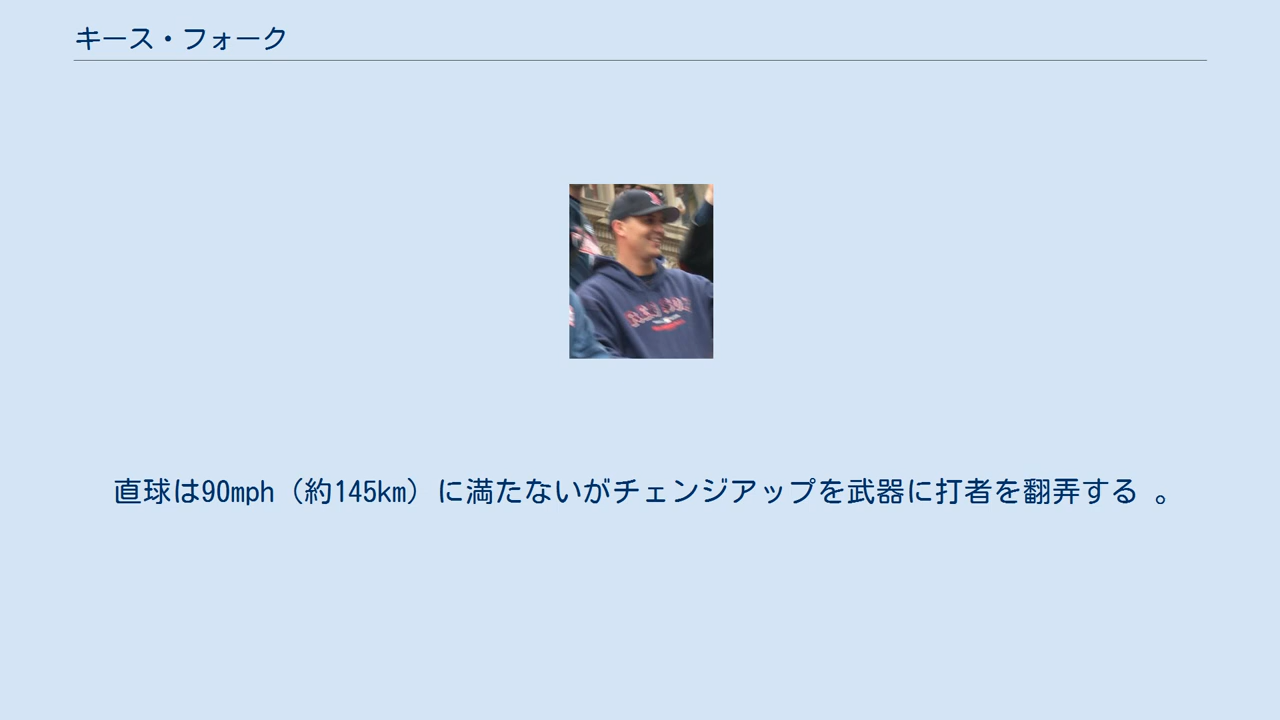 キース・フォーク
直球は90mph（約145km）に満たないがチェンジアップを武器に打者を翻弄する 。